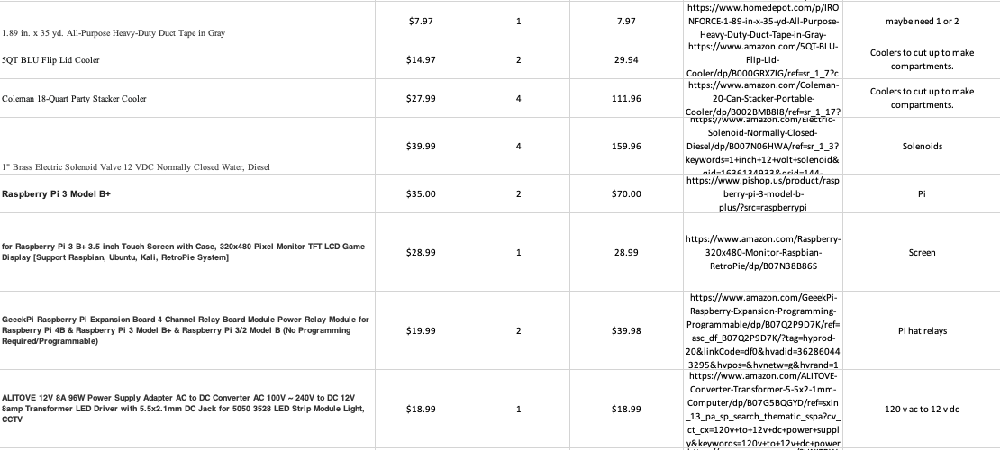 1.89 in. x 35 yd. All-Purpose Heavy-Duty Duct Tape in Gray
$7.97
1
7.97
https://www.homedepot.com/p/IRO
NFORCE-1-89-in-x-35-yd-All-Purpose-
Heavy-Duty-Duct-Tape-in-Gray-
maybe need 1 or 2
5QT BLU Flip Lid Cooler
$14.97
2
29.94
https://www.amazon.com/5QT-BLU-
Flip-Lid-
Cooler/dp/B000GRXZIG/ref=sr_1_7?c
Coolers to cut up to make
compartments.
Coleman 18-Quart Party Stacker Cooler
$27.99
4
111.96
https://www.amazon.com/Coleman-
20-Can-Stacker-Portable-
Cooler/dp/B002BMB8I8/ref=sr_1_17?
Coolers to cut up to make
compartments.
1" Brass Electric Solenoid Valve 12 VDC Normally Closed Water, Diesel
$39.99
4
159.96
https://www.amazon.com/Electric-
Solenoid-Normally-Closed-
Diesel/dp/B007N06HWA/ref=sr_1_3?
keywords=1+inch+12+volt+solenoid&
qid=1636134933&qrid=144-
Solenoids
Raspberry Pi 3 Model B+
$35.00
2
$70.00
https://www.pishop.us/product/rasp
berry-pi-3-model-b-
plus/?src=raspberrypi
Pi
for Raspberry Pi 3 B+ 3.5 inch Touch Screen with Case, 320x480 Pixel Monitor TFT LCD Game
Display [Support Raspbian, Ubuntu, Kali, RetroPie System]
$28.99
1
28.99
https://www.amazon.com/Raspberry-
320x480-Monitor-Raspbian-
RetroPie/dp/B07N38B86S
Screen
GeeekPi Raspberry Pi Expansion Board 4 Channel Relay Board Module Power Relay Module for
Raspberry Pi 4B & Raspberry Pi 3 Model B+ & Raspberry Pi 3/2 Model B (No Programming
Required/Programmable)
$19.99
2
$39.98
https://www.amazon.com/GeeekPi-
Raspberry-Expansion-Programming-
Programmable/dp/B07Q2P9D7K/ref=
asc_df_B07Q2P9D7K/?tag=hyprod-
20&linkCode=df0&hvadid=36286044
3295&hvpos=&hvnetw=g&hvrand=1
Pi hat relays
ALITOVE 12V 8A 96W Power Supply Adapter AC to DC Converter AC 100V ~ 240V to DC 12V
8amp Transformer LED Driver with 5.5x2.1mm DC Jack for 5050 3528 LED Strip Module Light,
CCTV
$18.99
1
$18.99
https://www.amazon.com/ALITOVE-
Converter-Transformer-5-5x2-1mm-
Computer/dp/B07G5BQGYD/ref=sxin
_13_pa_sp_search_thematic_sspa?cv_
ct_cx=120v+to+12v+dc+power+suppl
y&keywords=120v+to+12v+dc+power
120 v ac to 12 v dc